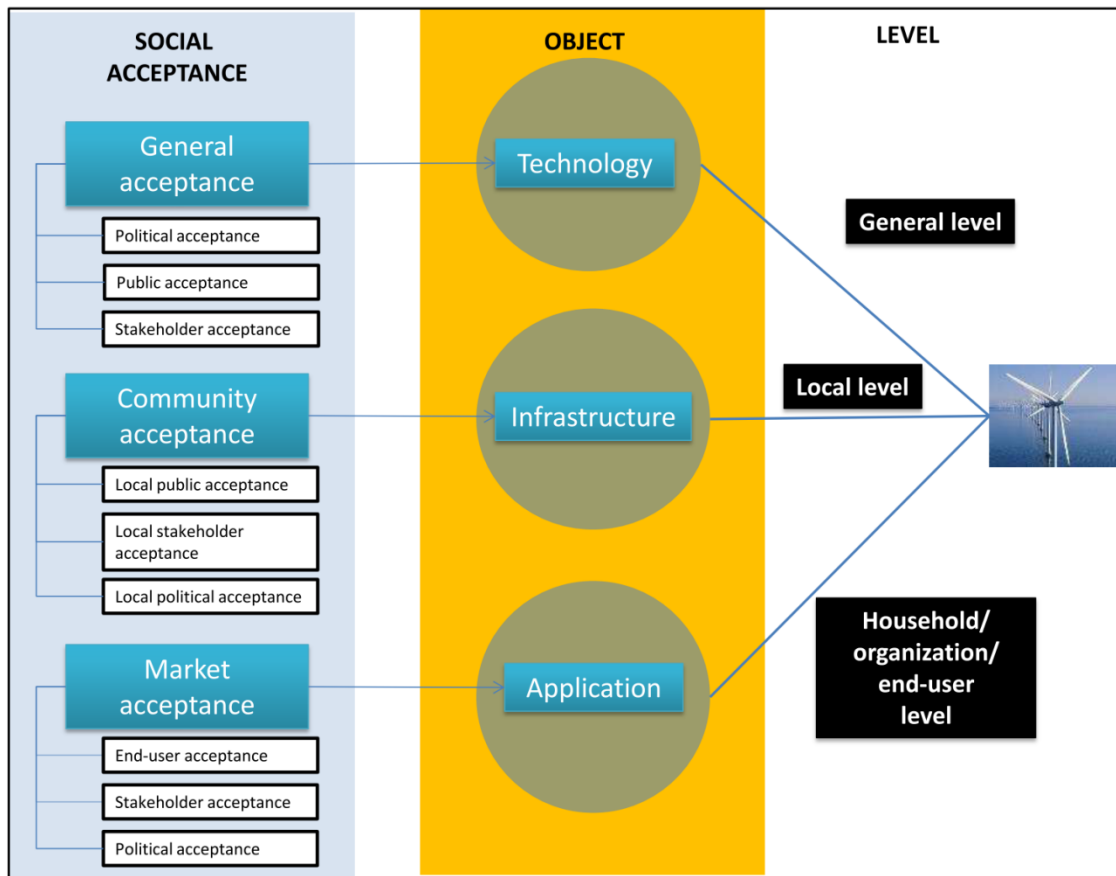 SOCIAL
ACCEPTANCE
General
acceptance
Political acceptance
Public acceptance
Stakeholder acceptance
Community
acceptance
Local public acceptance
Local stakeholder
acceptance
Local political acceptance
Market
acceptance
End-user acceptance
Stakeholder acceptance
Political acceptance
OBJECT
Technology
Infrastructure
Application
LEVEL
General level
Local level
Household/
organization/
end-user
level